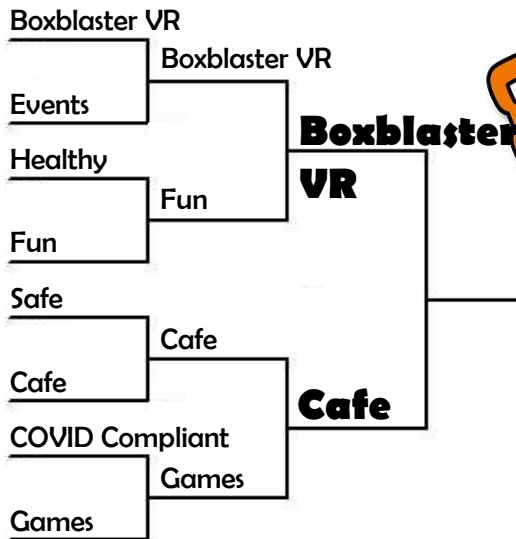 Boxblaster VR
Boxblaster VR
Events
Boxblaster
VR
Healthy
Fun
Fun
Safe
Cafe
Cafe
Cafe
COVID Compliant
Games
Games